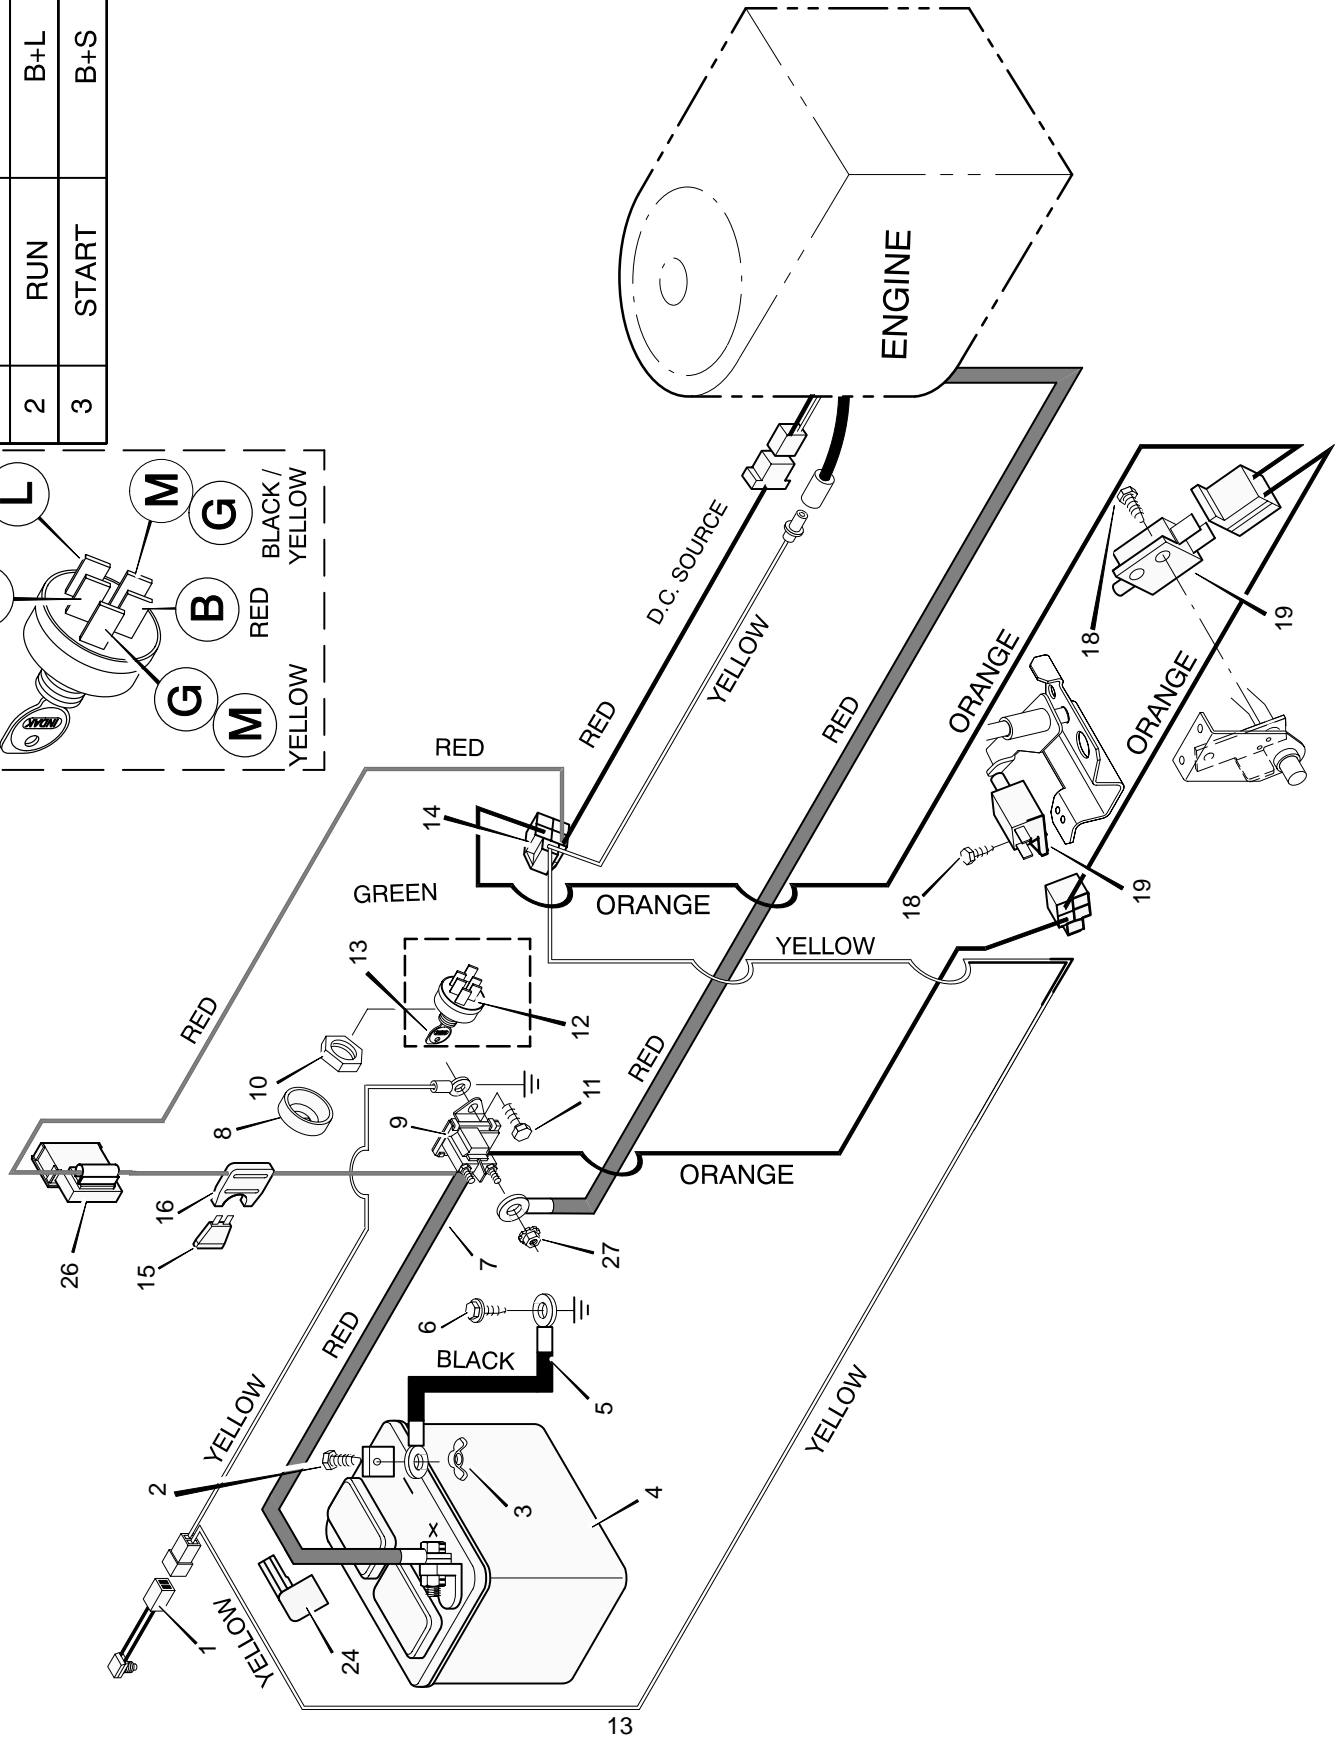 2 RUN B+L
3 START B+S
L
M
G
BLACK /
YELLOW
B
RED
G
M
YELLOW
INDAK
ENGINE
D.C. SOURCE
RED
YELLOW
RED
ORANGE
ORANGE
18
19
18
19
RED
14
GREEN
ORANGE
YELLOW
13
12
RED
10
8
9
11
RED
ORANGE
26
16
15
7
27
6
BLACK
5
RED
YELLOW
2
3
4
YELLOW
1
YELLOW
24
X
13